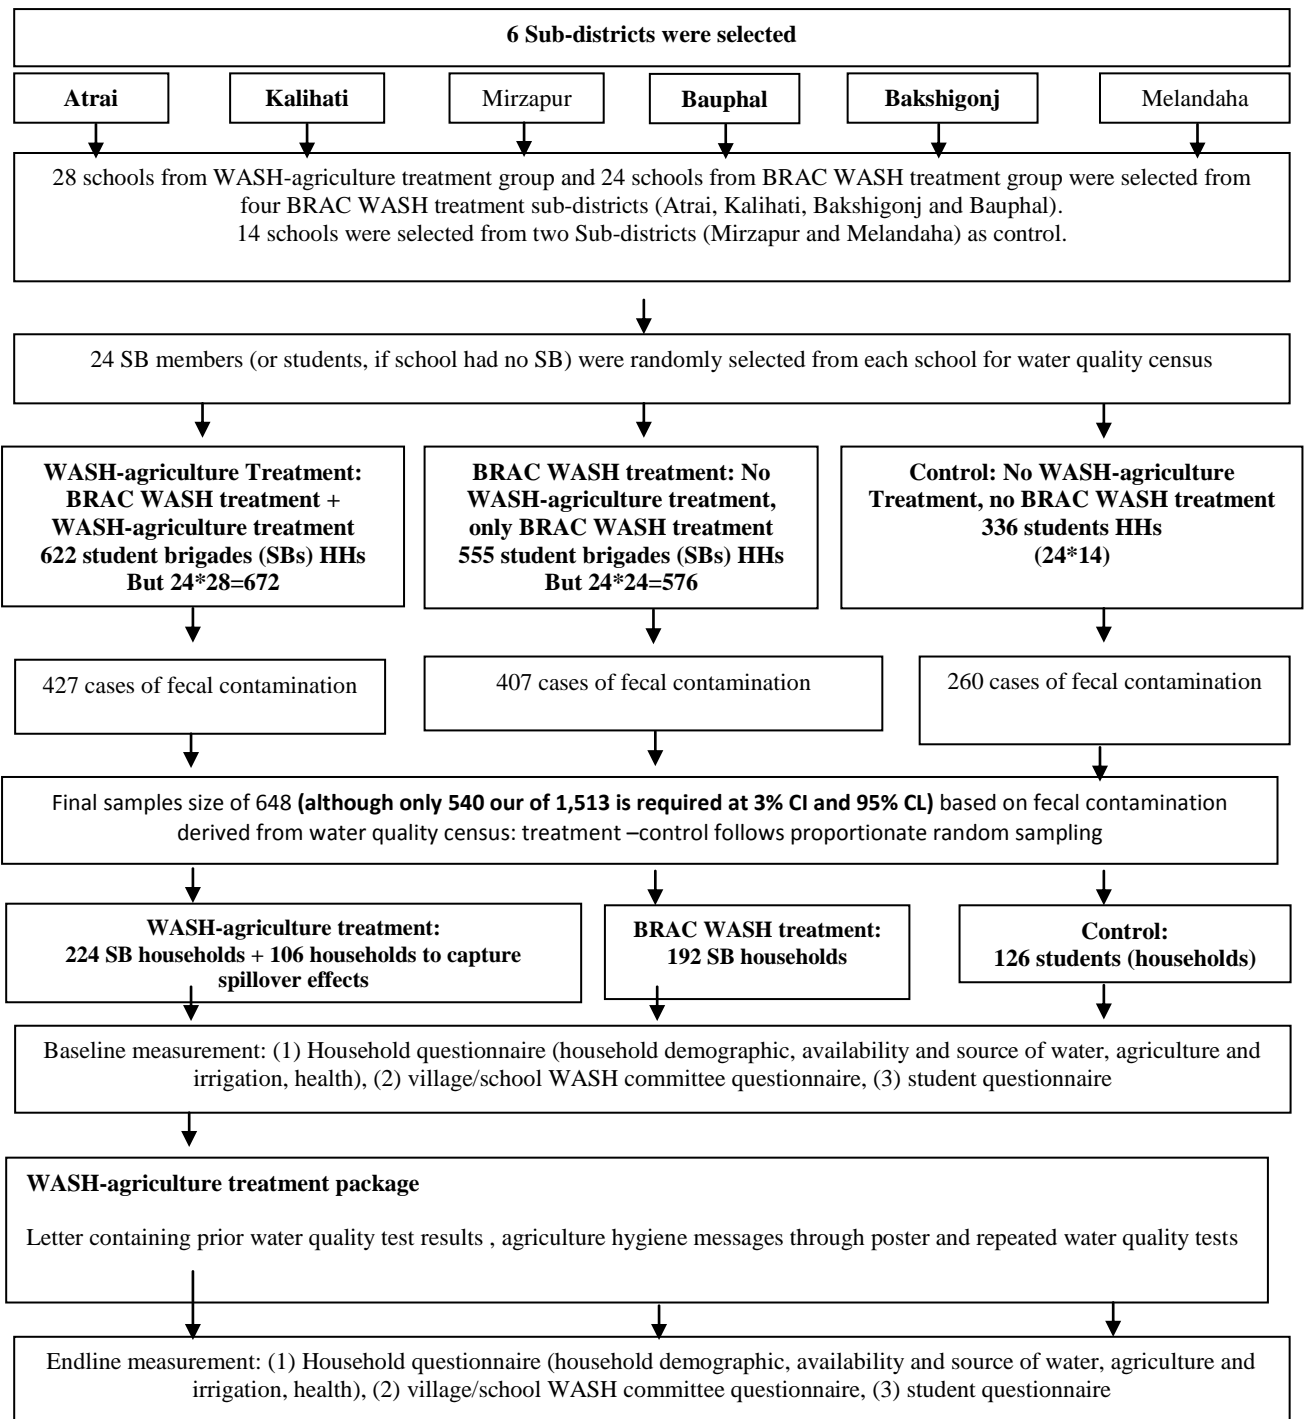 6 Sub-districts were selected
Atrai
Kalihati
Mirzapur
Bauphal
Bakshigonj
Melandaha
28 schools from WASH-agriculture treatment group and 24 schools from BRAC WASH treatment group were selected from
four BRAC WASH treatment sub-districts (Atrai, Kalihati, Bakshigonj and Bauphal).
14 schools were selected from two Sub-districts (Mirzapur and Melandaha) as control.
24 SB members (or students, if school had no SB) were randomly selected from each school for water quality census
WASH-agriculture Treatment:
BRAC WASH treatment +
WASH-agriculture treatment
622 student brigades (SBs) HHs
But 24*28=672
BRAC WASH treatment: No
WASH-agriculture treatment,
only BRAC WASH treatment
555 student brigades (SBs) HHs
But 24*24=576
Control: No WASH-agriculture
Treatment, no BRAC WASH treatment
336 students HHs
(24*14)
427 cases of fecal contamination
407 cases of fecal contamination
260 cases of fecal contamination
Final samples size of 648 (although only 540 our of 1,513 is required at 3% CI and 95% CL) based on fecal contamination
derived from water quality census: treatment –control follows proportionate random sampling
WASH-agriculture treatment:
224 SB households + 106 households to capture
spillover effects
BRAC WASH treatment:
192 SB households
Control:
126 students (households)
Baseline measurement: (1) Household questionnaire (household demographic, availability and source of water, agriculture and
irrigation, health), (2) village/school WASH committee questionnaire, (3) student questionnaire
WASH-agriculture treatment package
Letter containing prior water quality test results , agriculture hygiene messages through poster and repeated water quality tests
Endline measurement: (1) Household questionnaire (household demographic, availability and source of water, agriculture and
irrigation, health), (2) village/school WASH committee questionnaire, (3) student questionnaire